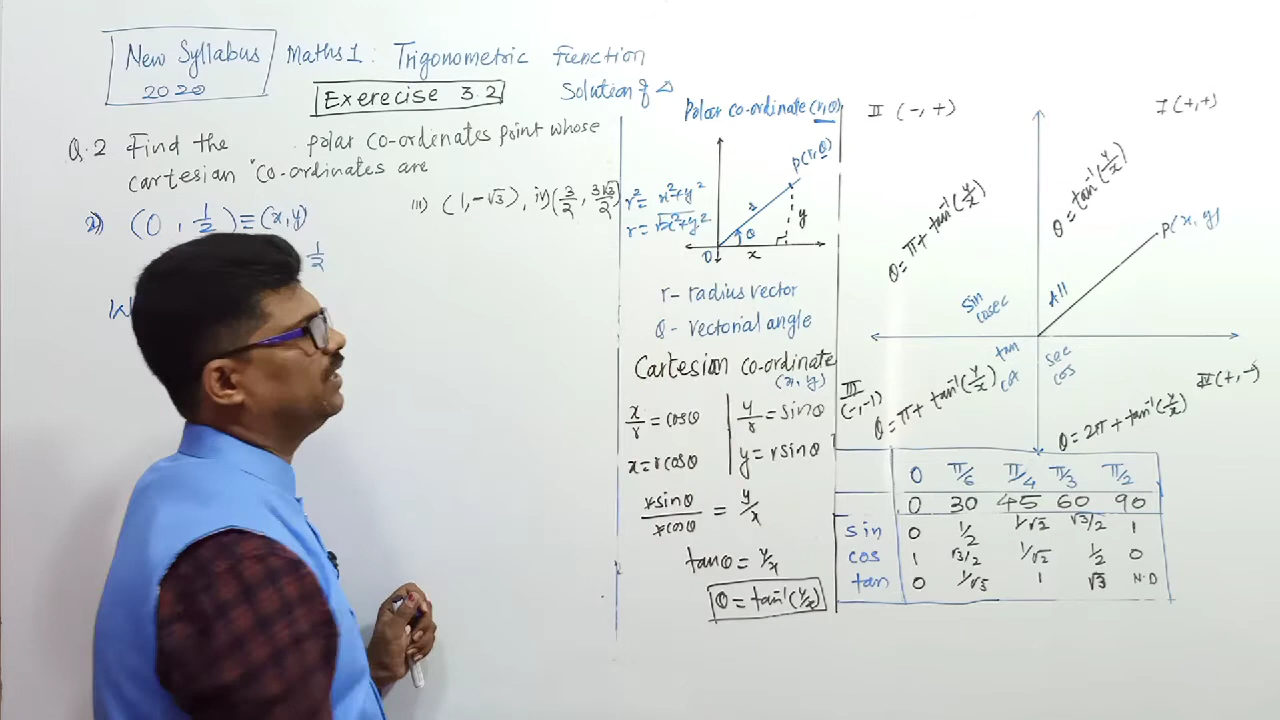 New Syllabus
2020
Maths 1 : Trigonometric Function
Exerecise 3.2
Solution of △
Q.2 Find the polar co-ordenates point whose
cartesian co-ordinates are
(0, 1/2) ≡ (x, y)
iii) (1, -√3), iv) (3/2, 3√3/2)
1/2
Polar co-ordinate (r, θ)
P(r, θ)
r² = x²+y²
r = √x²+y²
r
y
θ
O
x
r - radius vector
θ - vectorial angle
Cartesian co-ordinate
(x, y)
x/r = cosθ
y/r = sinθ
x = r cosθ
y = r sinθ
r sinθ / r cosθ = y/x
tanθ = y/x
θ = tan⁻¹(y/x)
II (-, +)
I (+, +)
θ = π + tan⁻¹(y/x)
θ = tan⁻¹(y/x)
P(x, y)
Sin
cosec
All
tan
cot
sec
cos
III
(-, -1)
IV (+, -)
θ = π + tan⁻¹(y/x)
θ = 2π + tan⁻¹(y/x)
0 π/6 π/4 π/3 π/2
0 30 45 60 90
sin 0 1/2 1/√2 √3/2 1
cos 1 √3/2 1/√2 1/2 0
tan 0 1/√3 1 √3 N.D